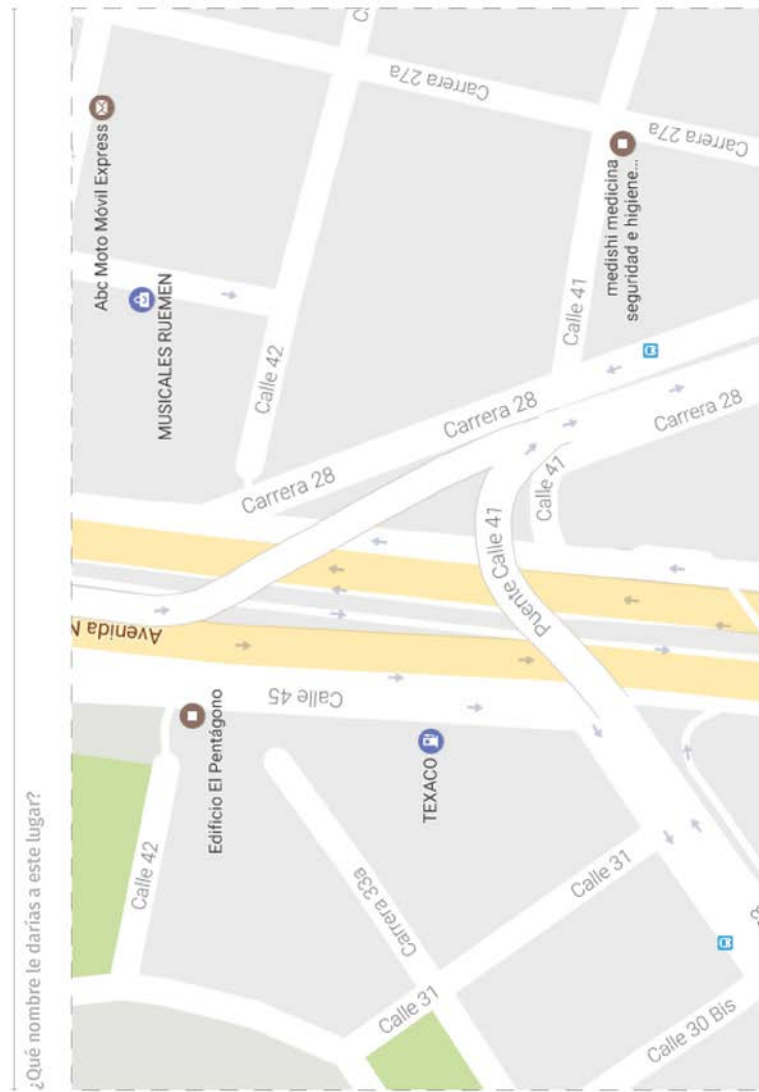 ¿Qué nombre le darías a este lugar?
Abc Moto Móvil Express
MUSICALES RUEMEN
Carrera 27a
Carrera 27a
Calle 42
medishi medicina
seguridad e higiene...
Calle 41
Carrera 28
Carrera 28
Carrera 28
Calle 41
Puente Calle 41
Avenida N
Calle 45
Edificio El Pentágono
TEXACO
Calle 42
Carrera 33a
Calle 31
Calle 31
Calle 30 Bis